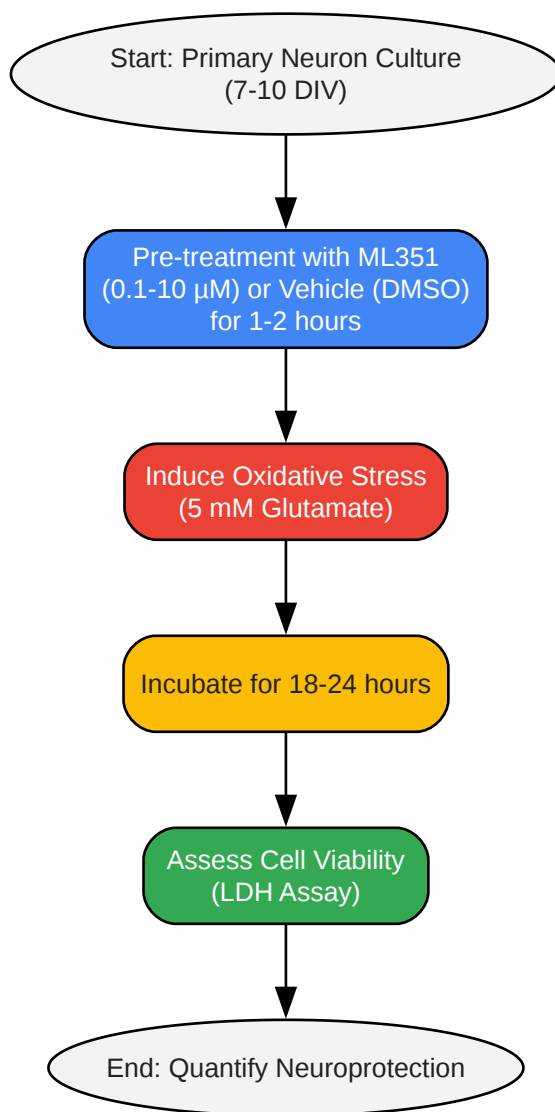 Start: Primary Neuron Culture
(7-10 DIV)
Pre-treatment with ML351
(0.1-10 µM) or Vehicle (DMSO)
for 1-2 hours
Induce Oxidative Stress
(5 mM Glutamate)
Incubate for 18-24 hours
Assess Cell Viability
(LDH Assay)
End: Quantify Neuroprotection